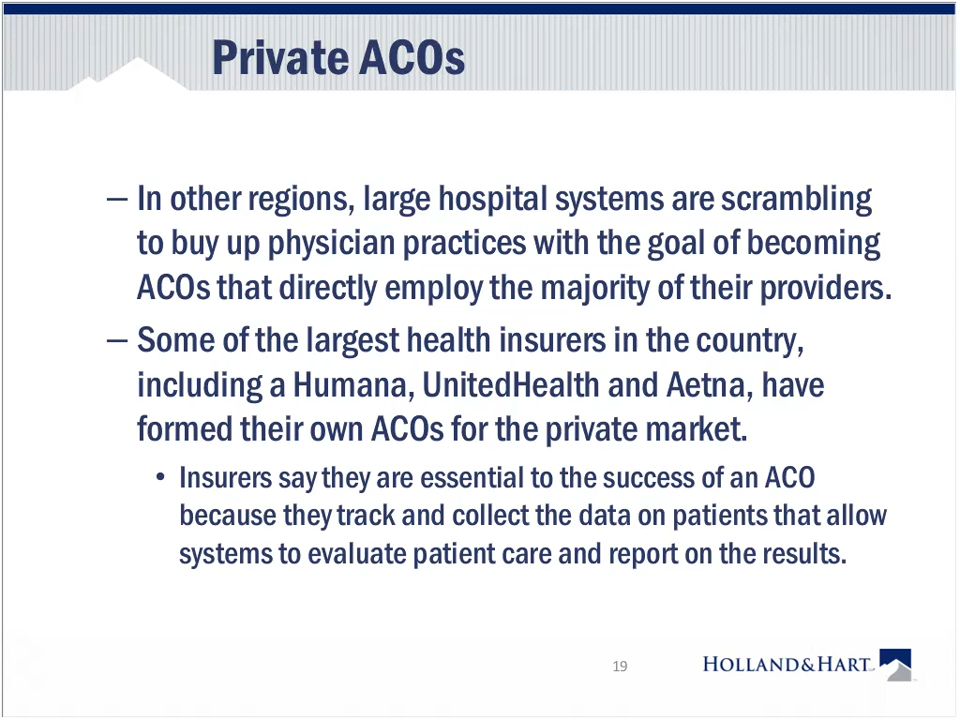 Private ACOs
– In other regions, large hospital systems are scrambling
to buy up physician practices with the goal of becoming
ACOs that directly employ the majority of their providers.
– Some of the largest health insurers in the country,
including a Humana, UnitedHealth and Aetna, have
formed their own ACOs for the private market.
• Insurers say they are essential to the success of an ACO
because they track and collect the data on patients that allow
systems to evaluate patient care and report on the results.
19
HOLLAND&HART